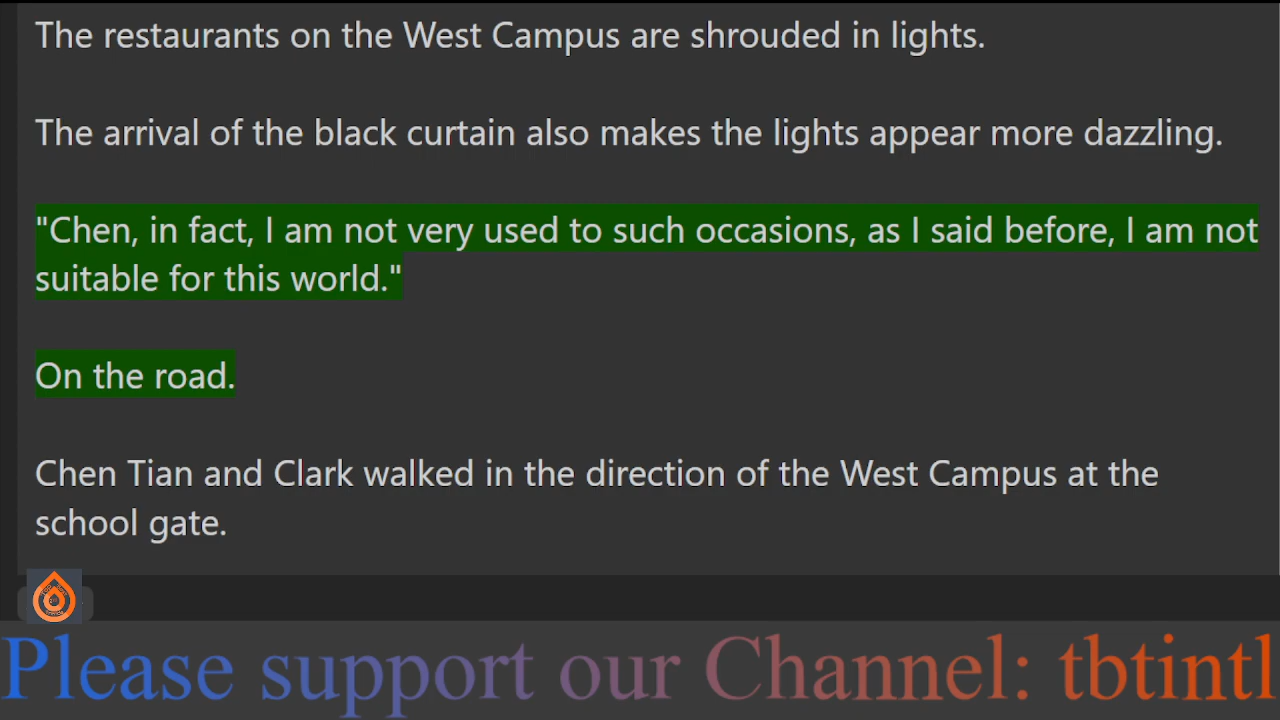 The restaurants on the West Campus are shrouded in lights.
The arrival of the black curtain also makes the lights appear more dazzling.
"Chen, in fact, I am not very used to such occasions, as I said before, I am not
suitable for this world."
On the road.
Chen Tian and Clark walked in the direction of the West Campus at the
school gate.
Please support our Channel: tbtintl